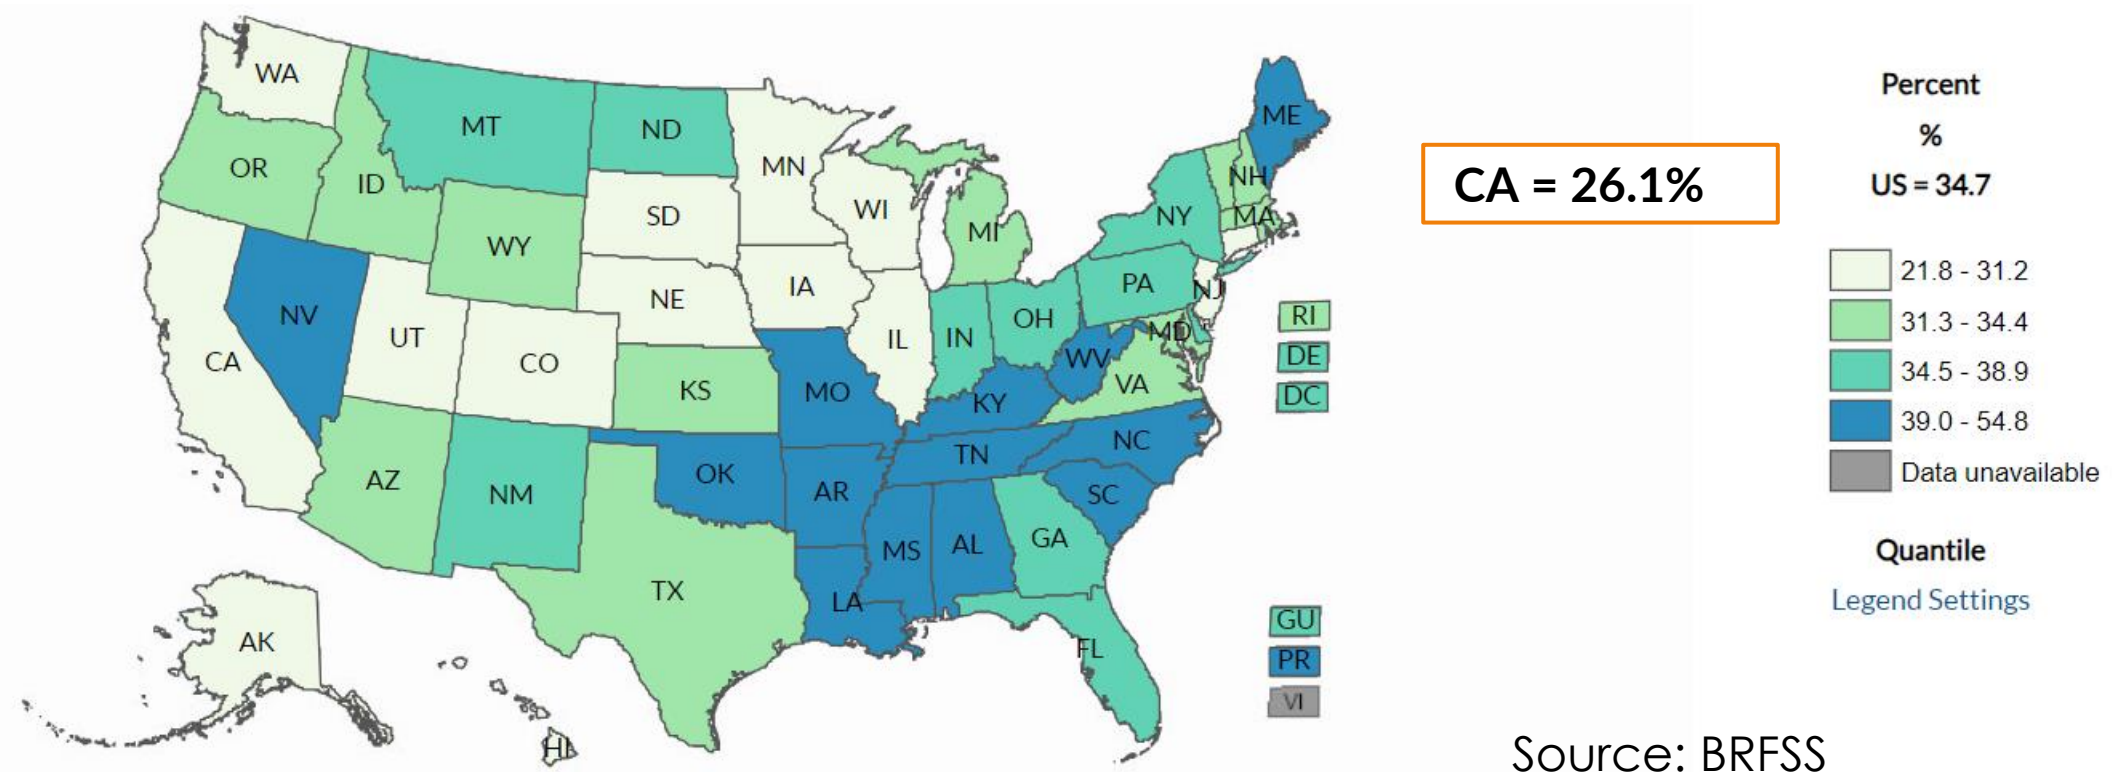 WA
MT
ND
MN
ME
OR
ID
SD
WI
MI
NH
NY
MA
WY
NV
UT
CO
NE
IA
IL
IN
OH
PA
NJ
CA
KS
MO
KY
WV
MD
VA
AZ
NM
OK
AR
TN
NC
SC
TX
LA
MS
AL
GA
FL
AK
HI
RI
DE
DC
GU
PR
VI
CA = 26.1%
Percent
%
US = 34.7
21.8 - 31.2
31.3 - 34.4
34.5 - 38.9
39.0 - 54.8
Data unavailable
Quantile
Legend Settings
Source: BRFSS